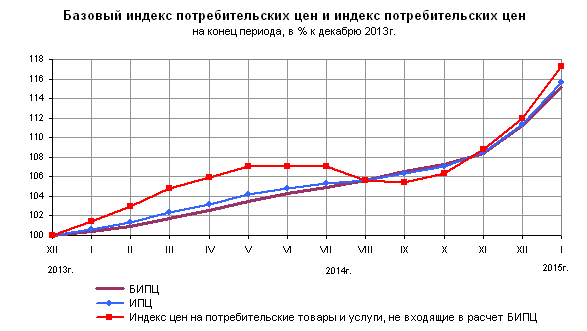 Базовый индекс потребительских цен и индекс потребительских цен
на конец периода, в % к декабрю 2013г.
118
116
114
112
110
108
106
104
102
100
XII I II III IV V VI VII VIII IX X XI XII I
2013г. 2014г. 2015г.
БИПЦ
ИПЦ
Индекс цен на потребительские товары и услуги, не входящие в расчет БИПЦ